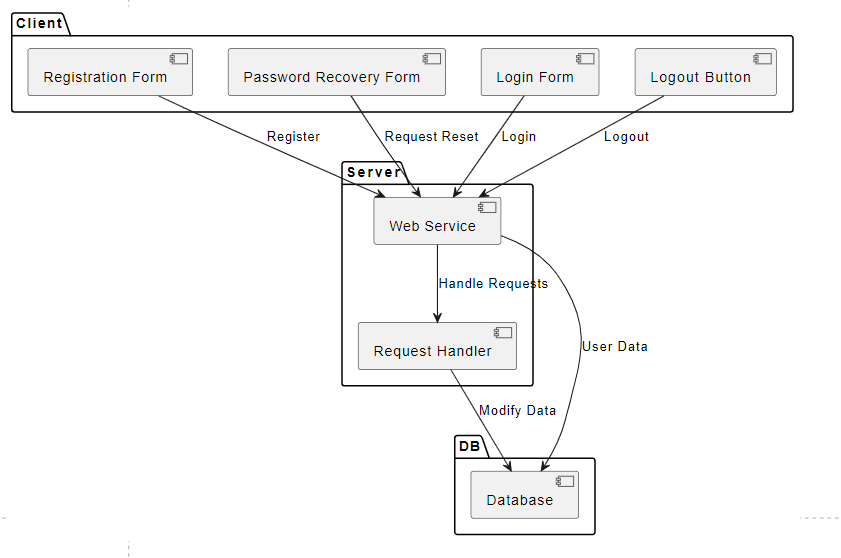 Client
Registration Form
Password Recovery Form
Login Form
Logout Button
Register
Request Reset
Login
Logout
Server
Web Service
Handle Requests
User Data
Request Handler
Modify Data
DB
Database